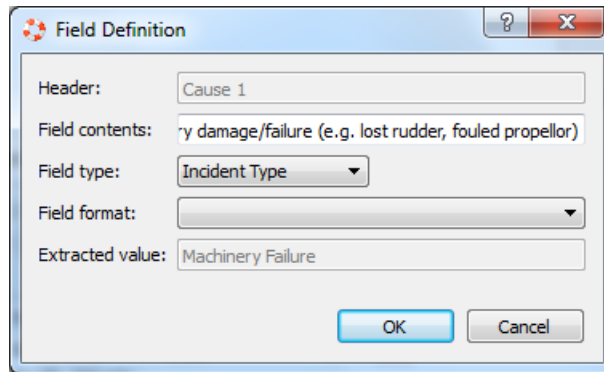 Field Definition
?
X
Header: Cause 1
Field contents: damage/failure (e.g. lost rudder, fouled propellor)
Field type: Incident Type
Field format:
Extracted value: Machinery Failure
OK Cancel